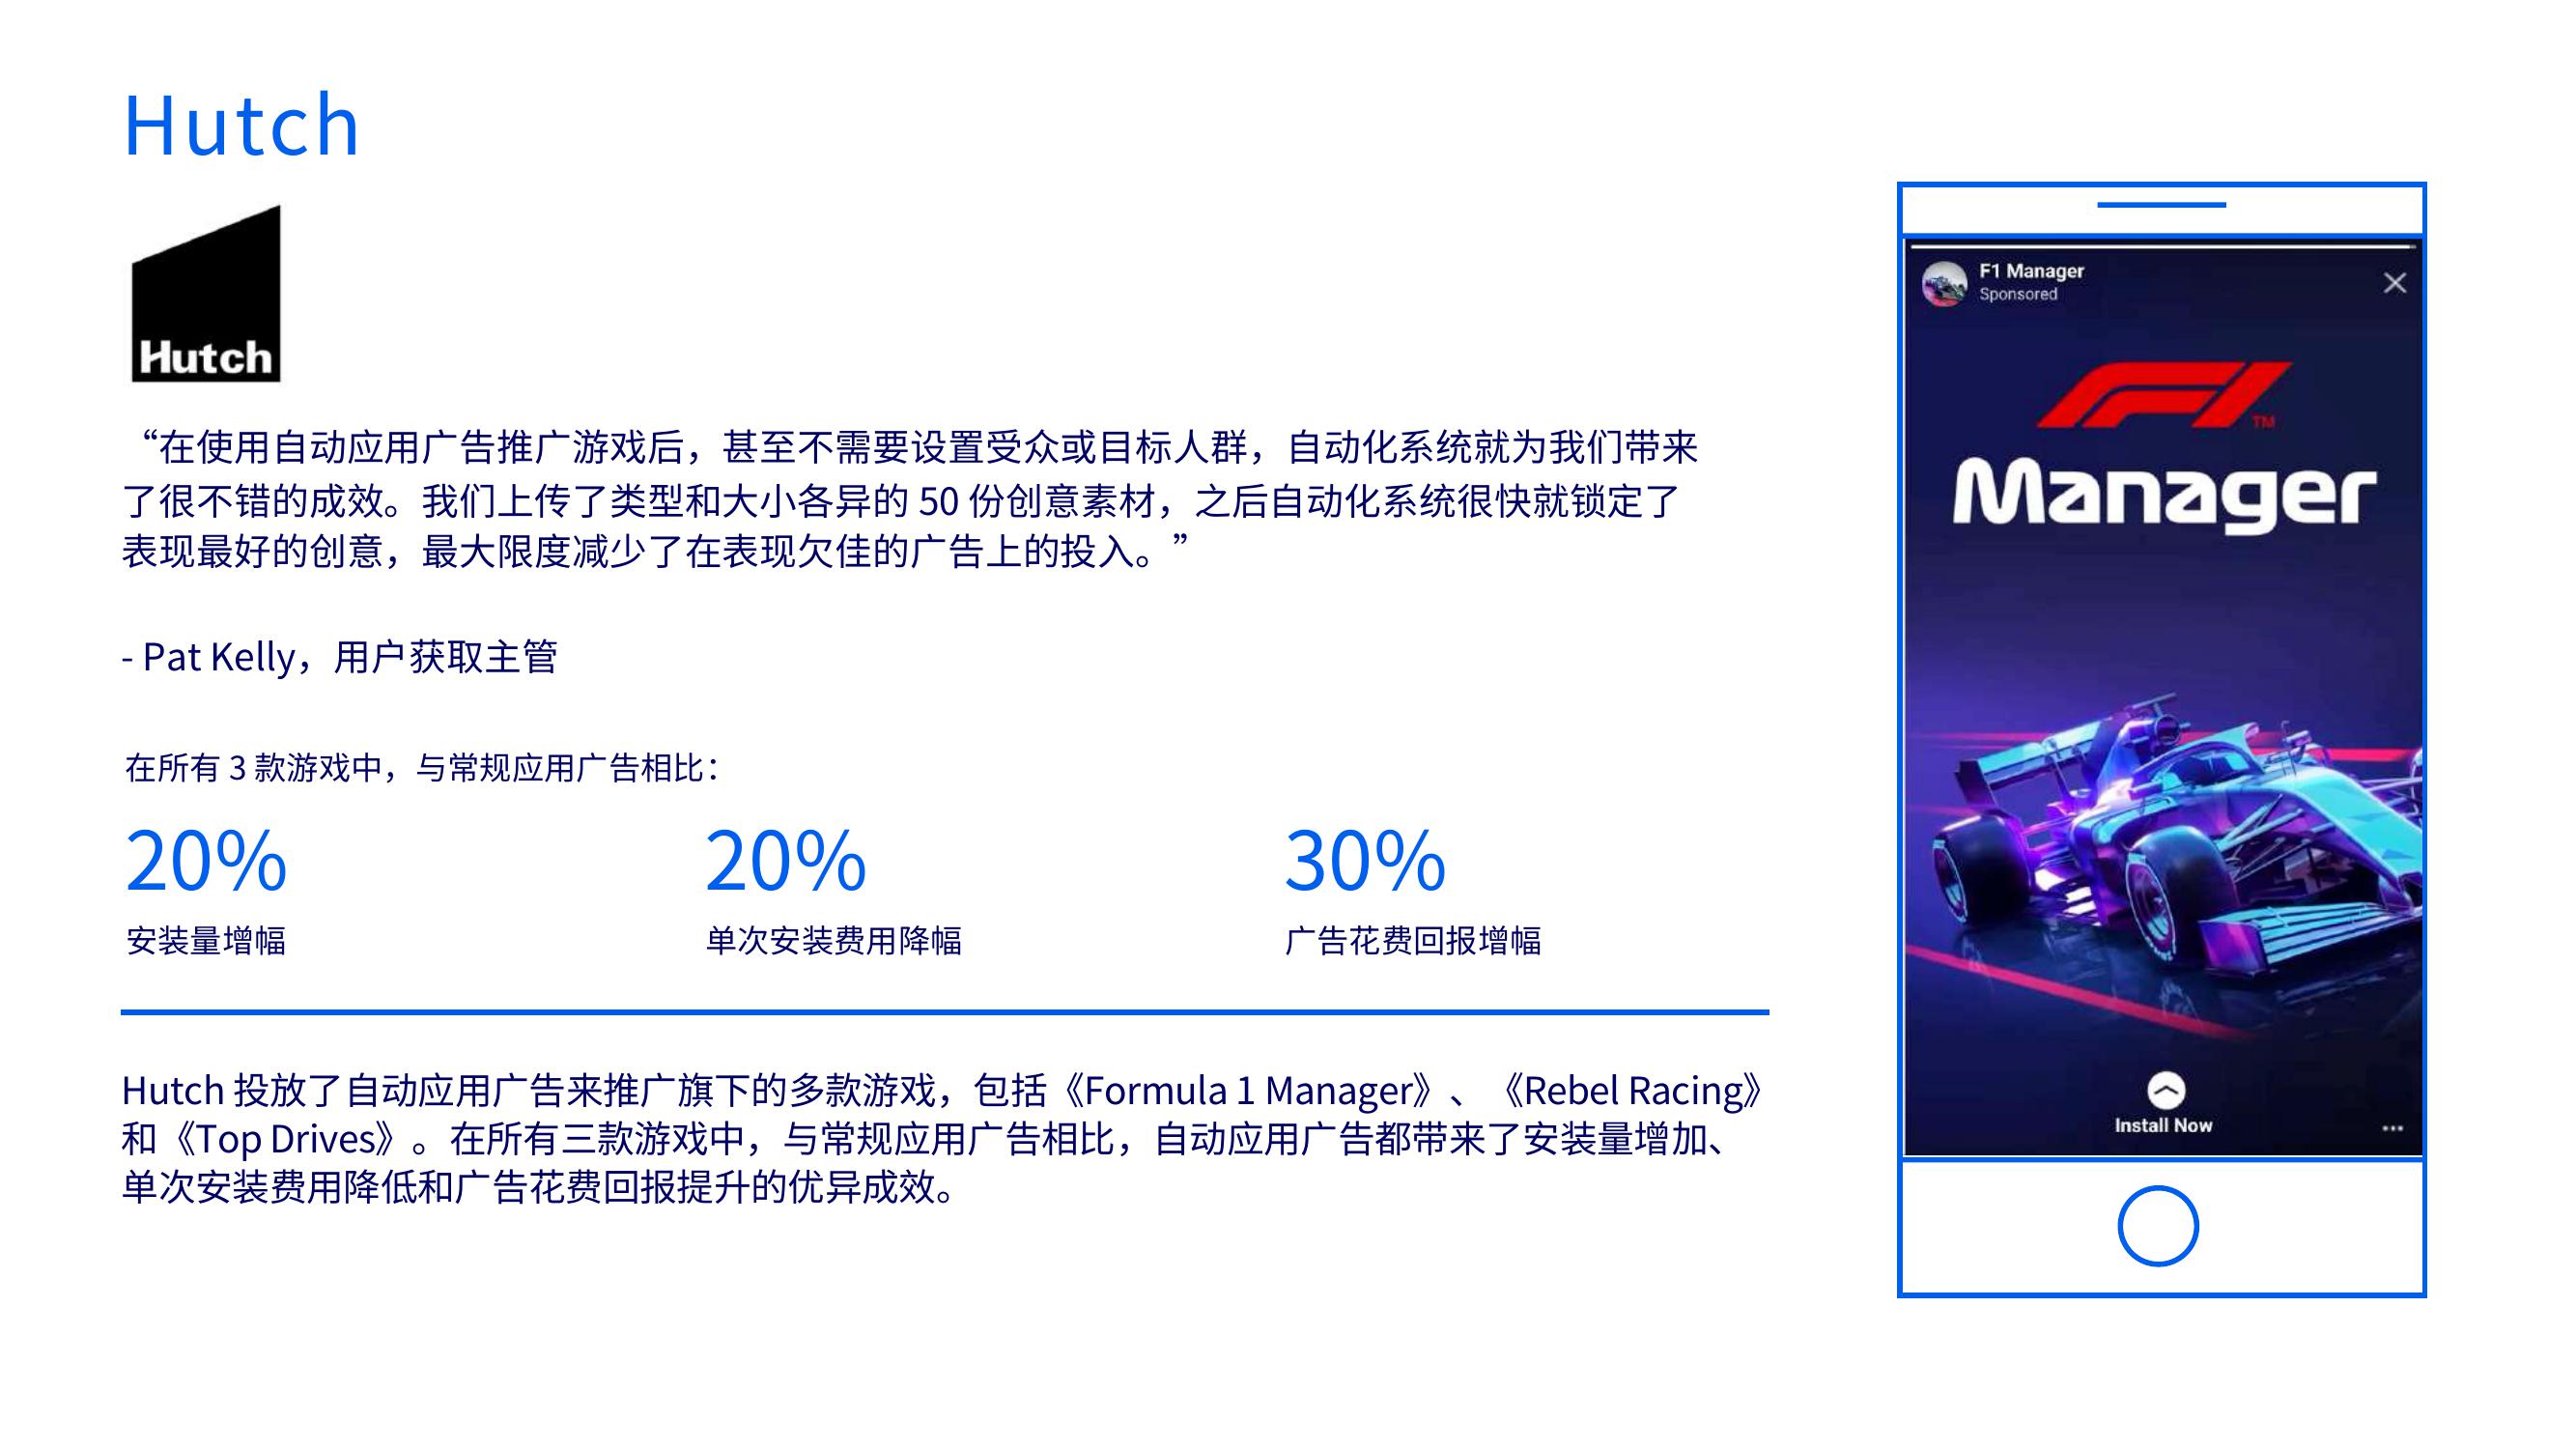 Hutch
Hutch
“在使用自动应用广告推广游戏后，甚至不需要设置受众或目标人群，自动化系统就为我们带来
了很不错的成效。我们上传了类型和大小各异的 50 份创意素材，之后自动化系统很快就锁定了
表现最好的创意，最大限度减少了在表现欠佳的广告上的投入。”
- Pat Kelly，用户获取主管
在所有 3 款游戏中，与常规应用广告相比：
20%
安装量增幅
20%
单次安装费用降幅
30%
广告花费回报增幅
Hutch 投放了自动应用广告来推广旗下的多款游戏，包括《Formula 1 Manager》、《Rebel Racing》
和《Top Drives》。在所有三款游戏中，与常规应用广告相比，自动应用广告都带来了安装量增加、
单次安装费用降低和广告花费回报提升的优异成效。
F1 Manager
Sponsored
F1™
Manager
Install Now